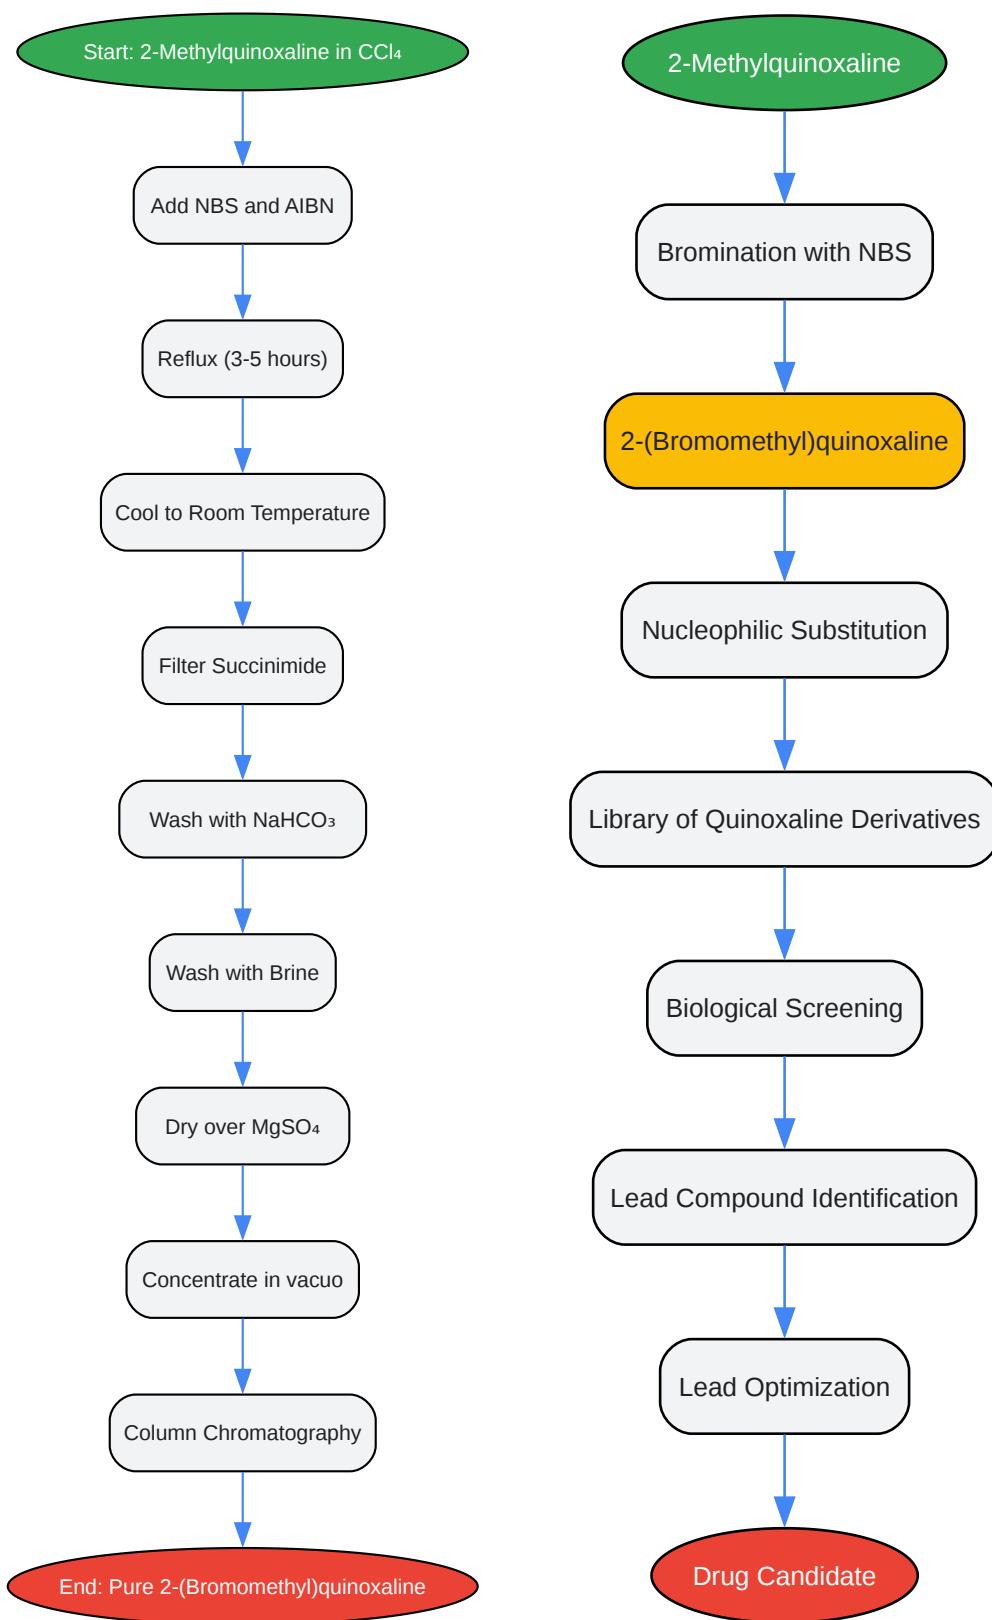 Start: 2-Methylquinoxaline in CCl₄
Add NBS and AIBN
Reflux (3-5 hours)
Cool to Room Temperature
Filter Succinimide
Wash with NaHCO₃
Wash with Brine
Dry over MgSO₄
Concentrate in vacuo
Column Chromatography
End: Pure 2-(Bromomethyl)quinoxaline
2-Methylquinoxaline
Bromination with NBS
2-(Bromomethyl)quinoxaline
Nucleophilic Substitution
Library of Quinoxaline Derivatives
Biological Screening
Lead Compound Identification
Lead Optimization
Drug Candidate